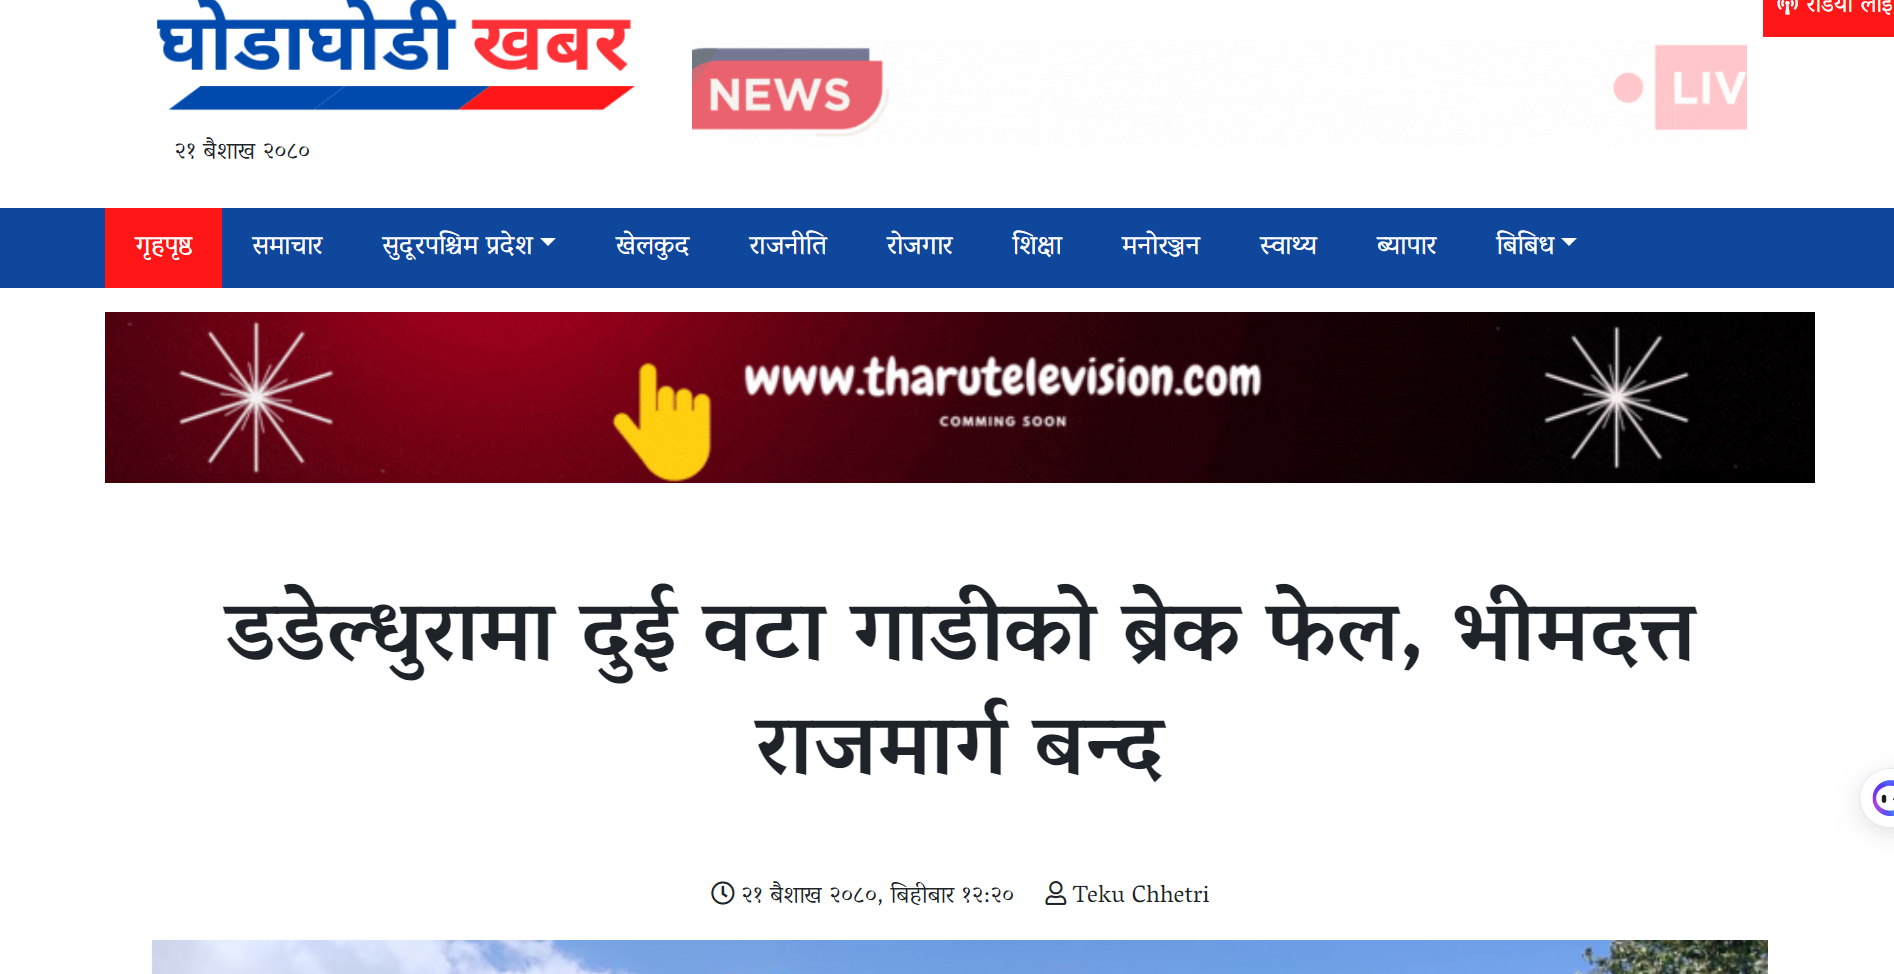 रेडियो लाइ
घोडाघोडी खबर
NEWS
LIV
२१ बैशाख २०८०
गृहपृष्ठ समाचार सुदूरपश्चिम प्रदेश खेलकुद राजनीति रोजगार शिक्षा मनोरञ्जन स्वाथ्य ब्यापार बिबिध
www.tharutelevision.com
COMMING SOON
डडेल्धुरामा दुई वटा गाडीको ब्रेक फेल, भीमदत्त
राजमार्ग बन्द
२१ बैशाख २०८०, बिहीबार १२:२० Teku Chhetri